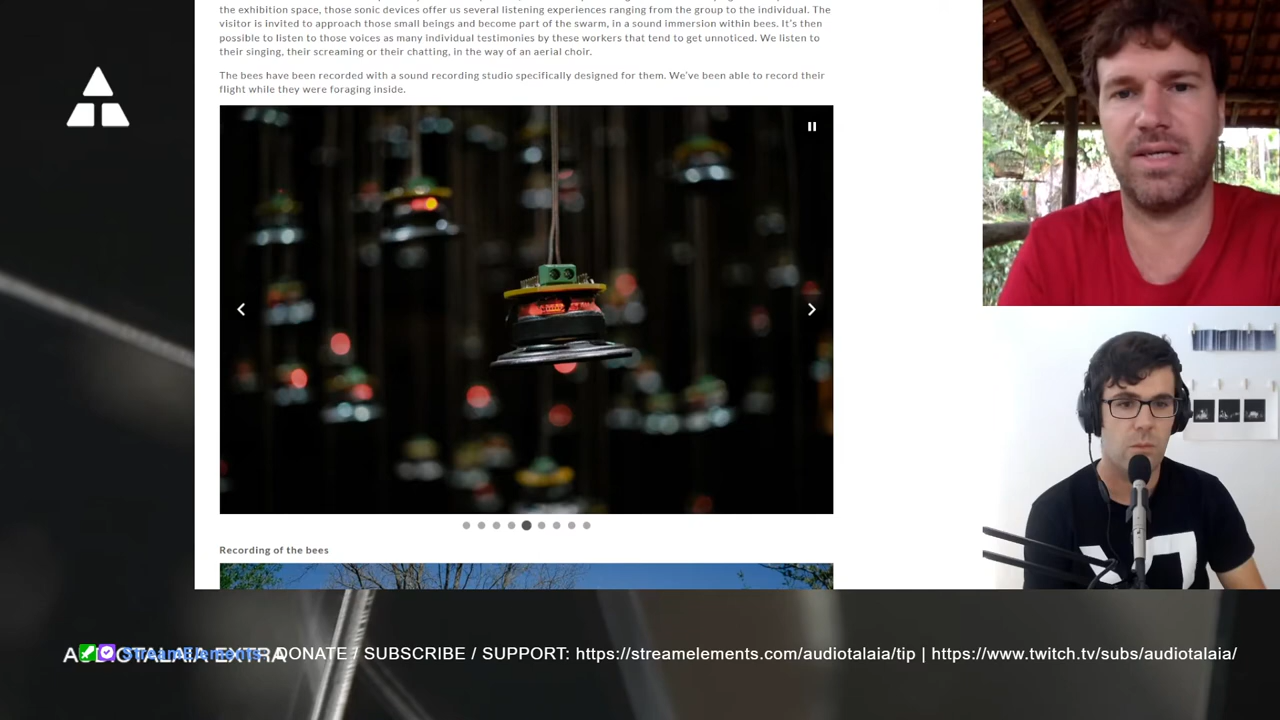 the exhibition space, those sonic devices offer us several listening experiences ranging from the group to the individual. The
visitor is invited to approach those small beings and become part of the swarm, in a sound immersion within bees. It's then
possible to listen to those voices as many individual testimonies by these workers that tend to get unnoticed. We listen to
their singing, their screaming or their chatting, in the way of an aerial choir.
The bees have been recorded with a sound recording studio specifically designed for them. We've been able to record their
flight while they were foraging inside.
Recording of the bees
AUDIOTALAIA EXTRA
StreamElements: DONATE / SUBSCRIBE / SUPPORT: https://streamelements.com/audiotalaia/tip | https://www.twitch.tv/subs/audiotalaia/